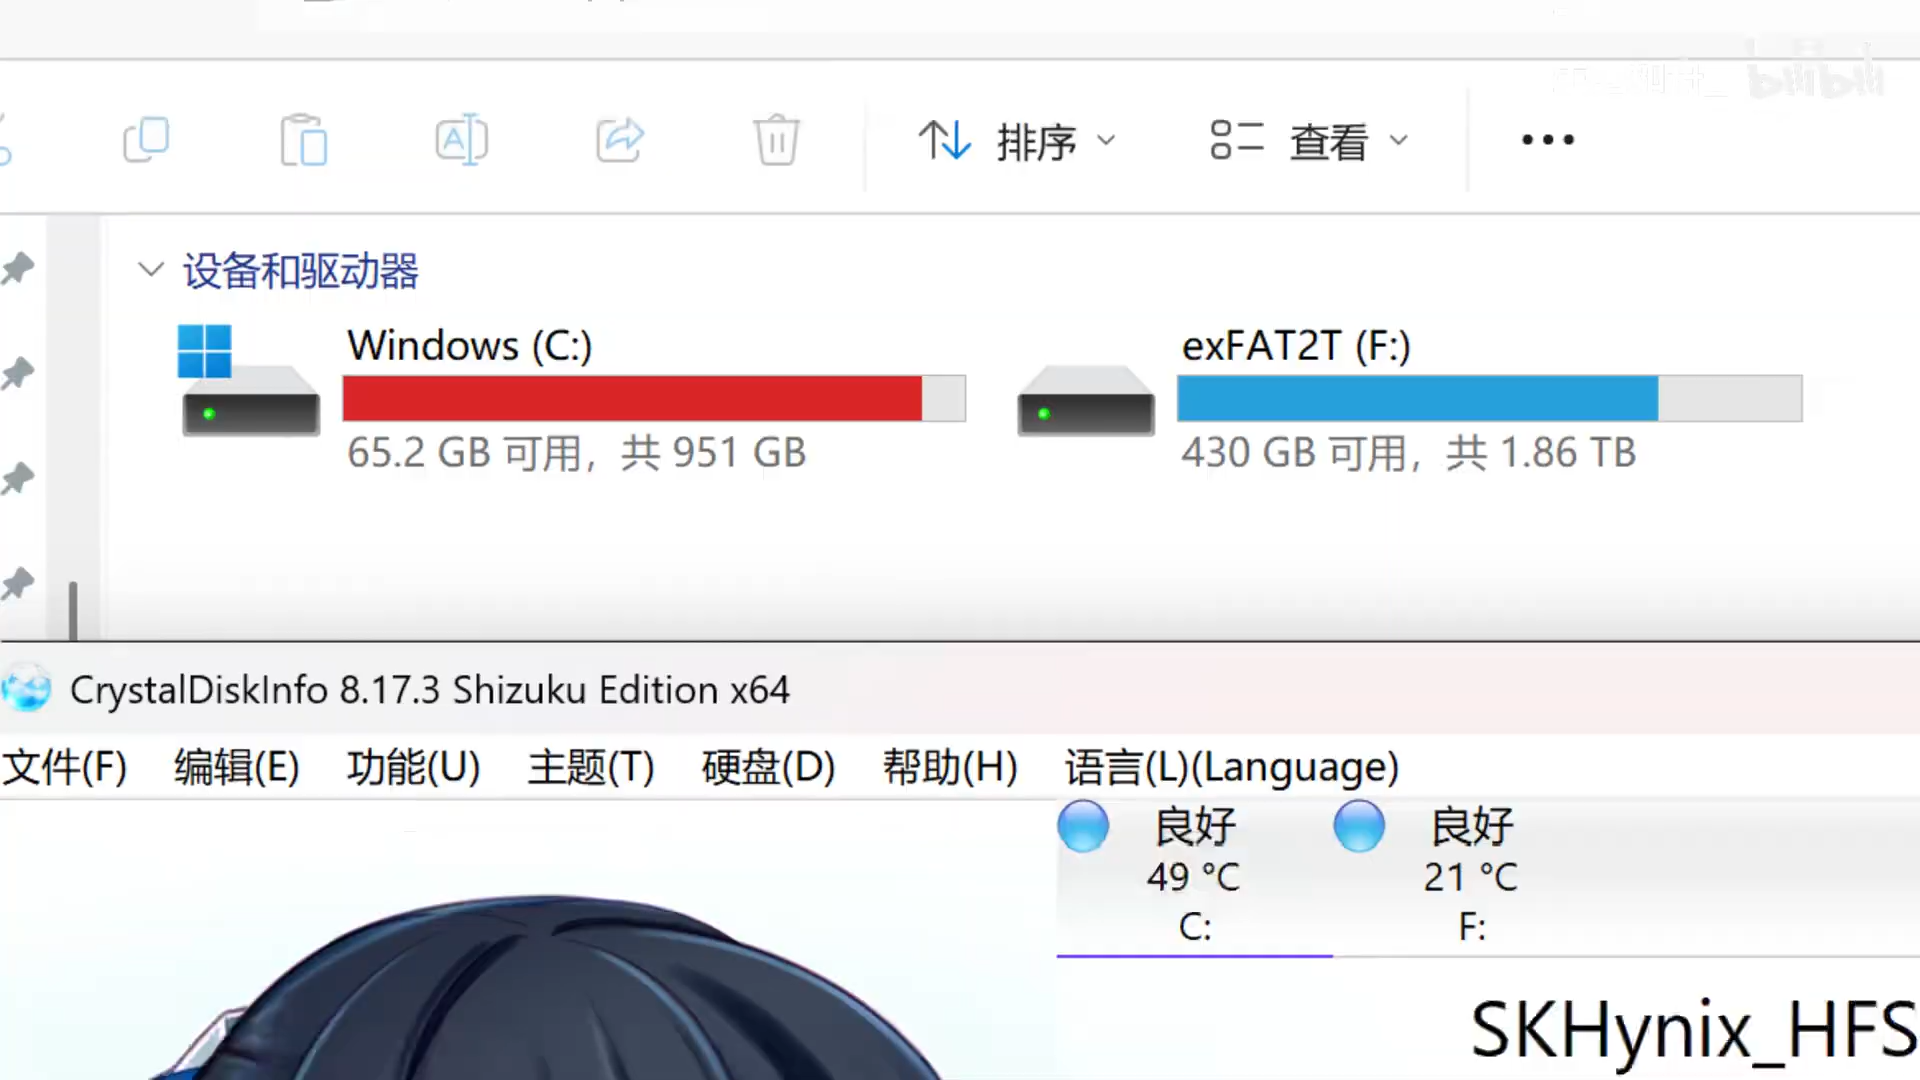 排序
查看
设备和驱动器
Windows (C:)
65.2 GB 可用，共 951 GB
exFAT2T (F:)
430 GB 可用，共 1.86 TB
CrystalDiskInfo 8.17.3 Shizuku Edition x64
文件(F) 编辑(E) 功能(U) 主题(T) 硬盘(D) 帮助(H) 语言(L)(Language)
良好
49 °C
C:
良好
21 °C
F:
SKHynix_HFS
bilibili